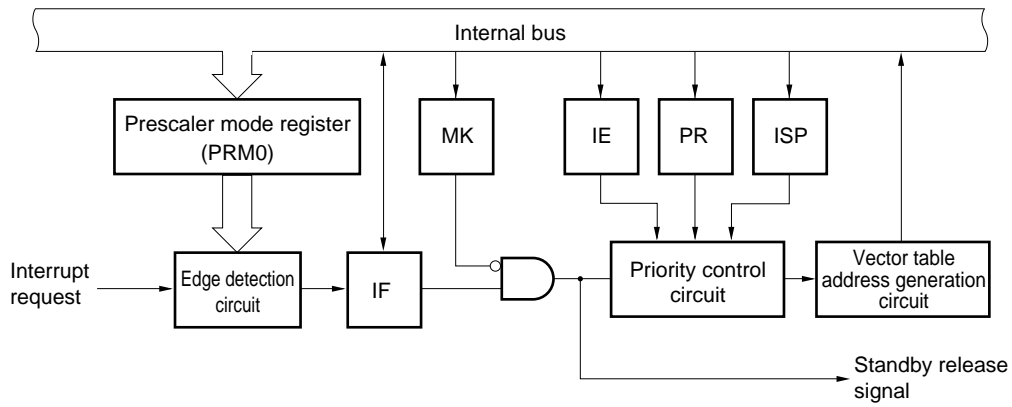 Internal bus
Prescaler mode register
(PRM0)
MK
IE
PR
ISP
Interrupt
request
Edge detection
circuit
IF
Priority control
circuit
Vector table
address generation
circuit
Standby release
signal